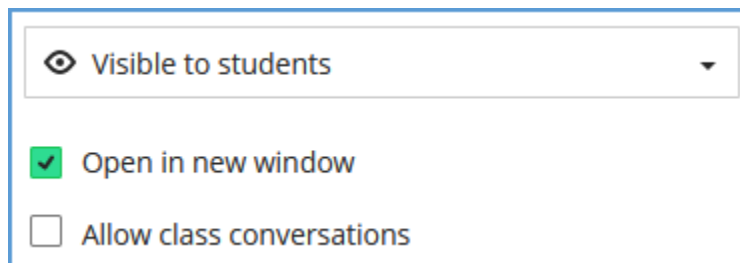 Visible to students
Open in new window
Allow class conversations